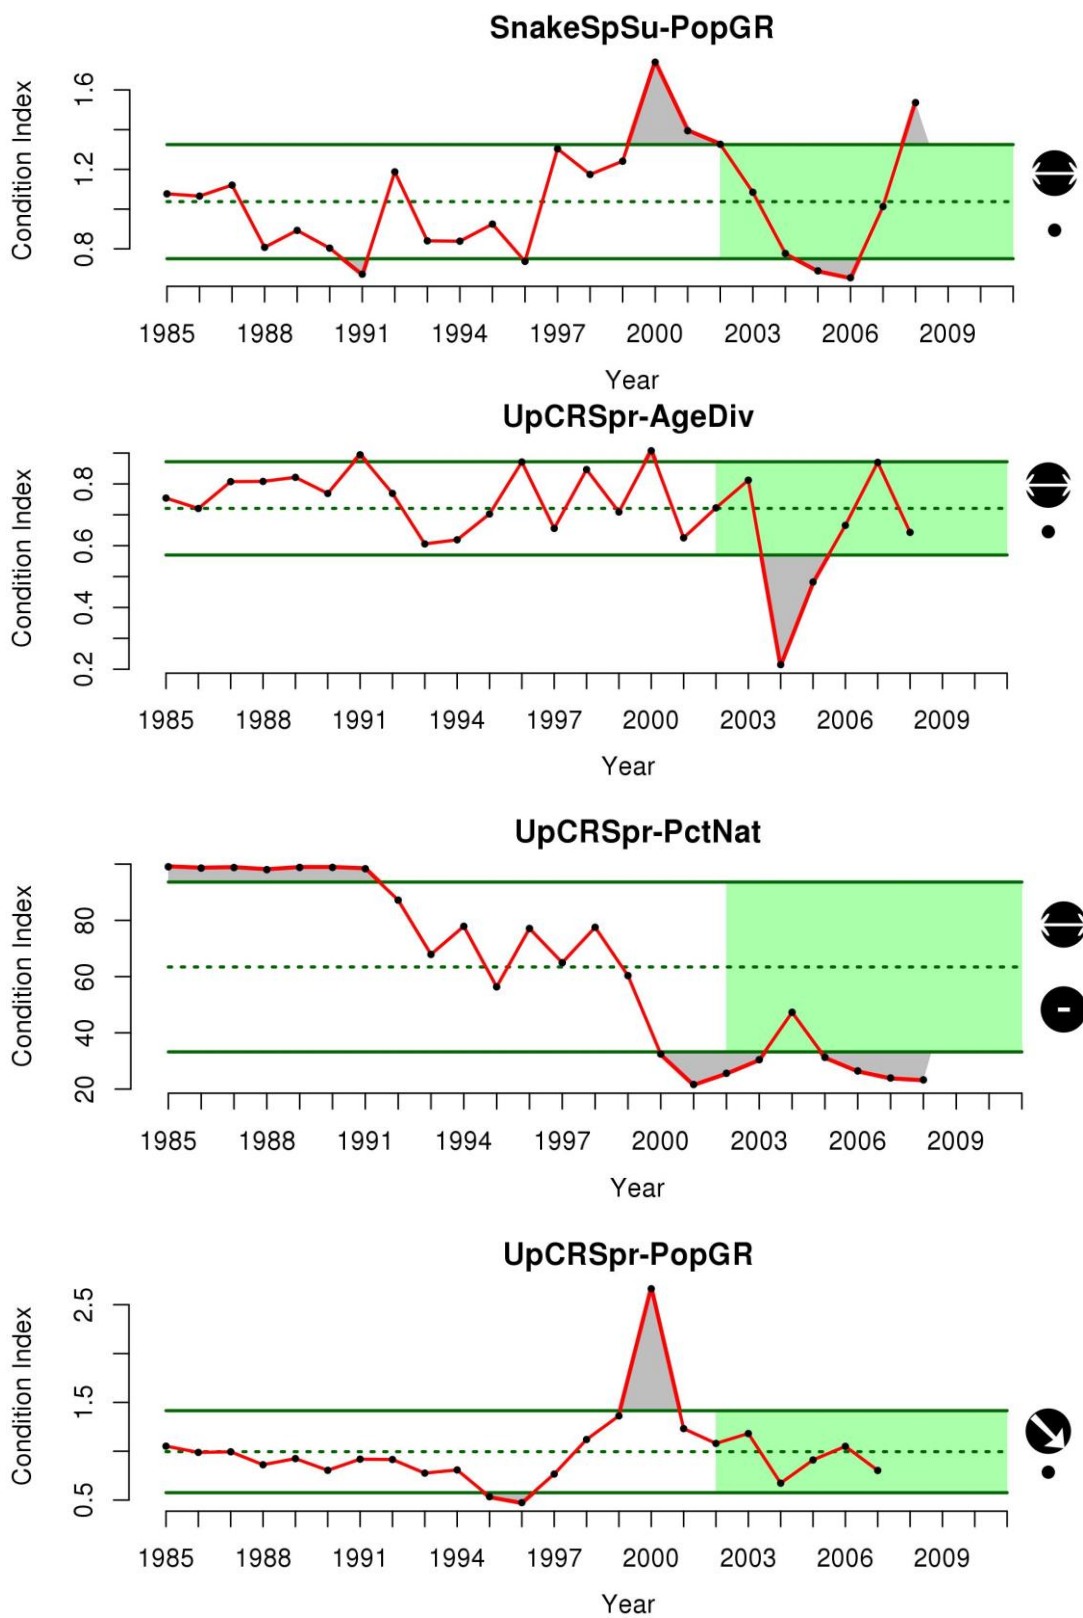 SnakeSpSu-PopGR
Condition Index
0.8 1.2 1.6
1985 1988 1991 1994 1997 2000 2003 2006 2009
Year
UpCRSpr-AgeDiv
Condition Index
0.2 0.4 0.6 0.8
1985 1988 1991 1994 1997 2000 2003 2006 2009
Year
UpCRSpr-PctNat
Condition Index
20 40 60 80
1985 1988 1991 1994 1997 2000 2003 2006 2009
Year
UpCRSpr-PopGR
Condition Index
0.5 1.5 2.5
1985 1988 1991 1994 1997 2000 2003 2006 2009
Year